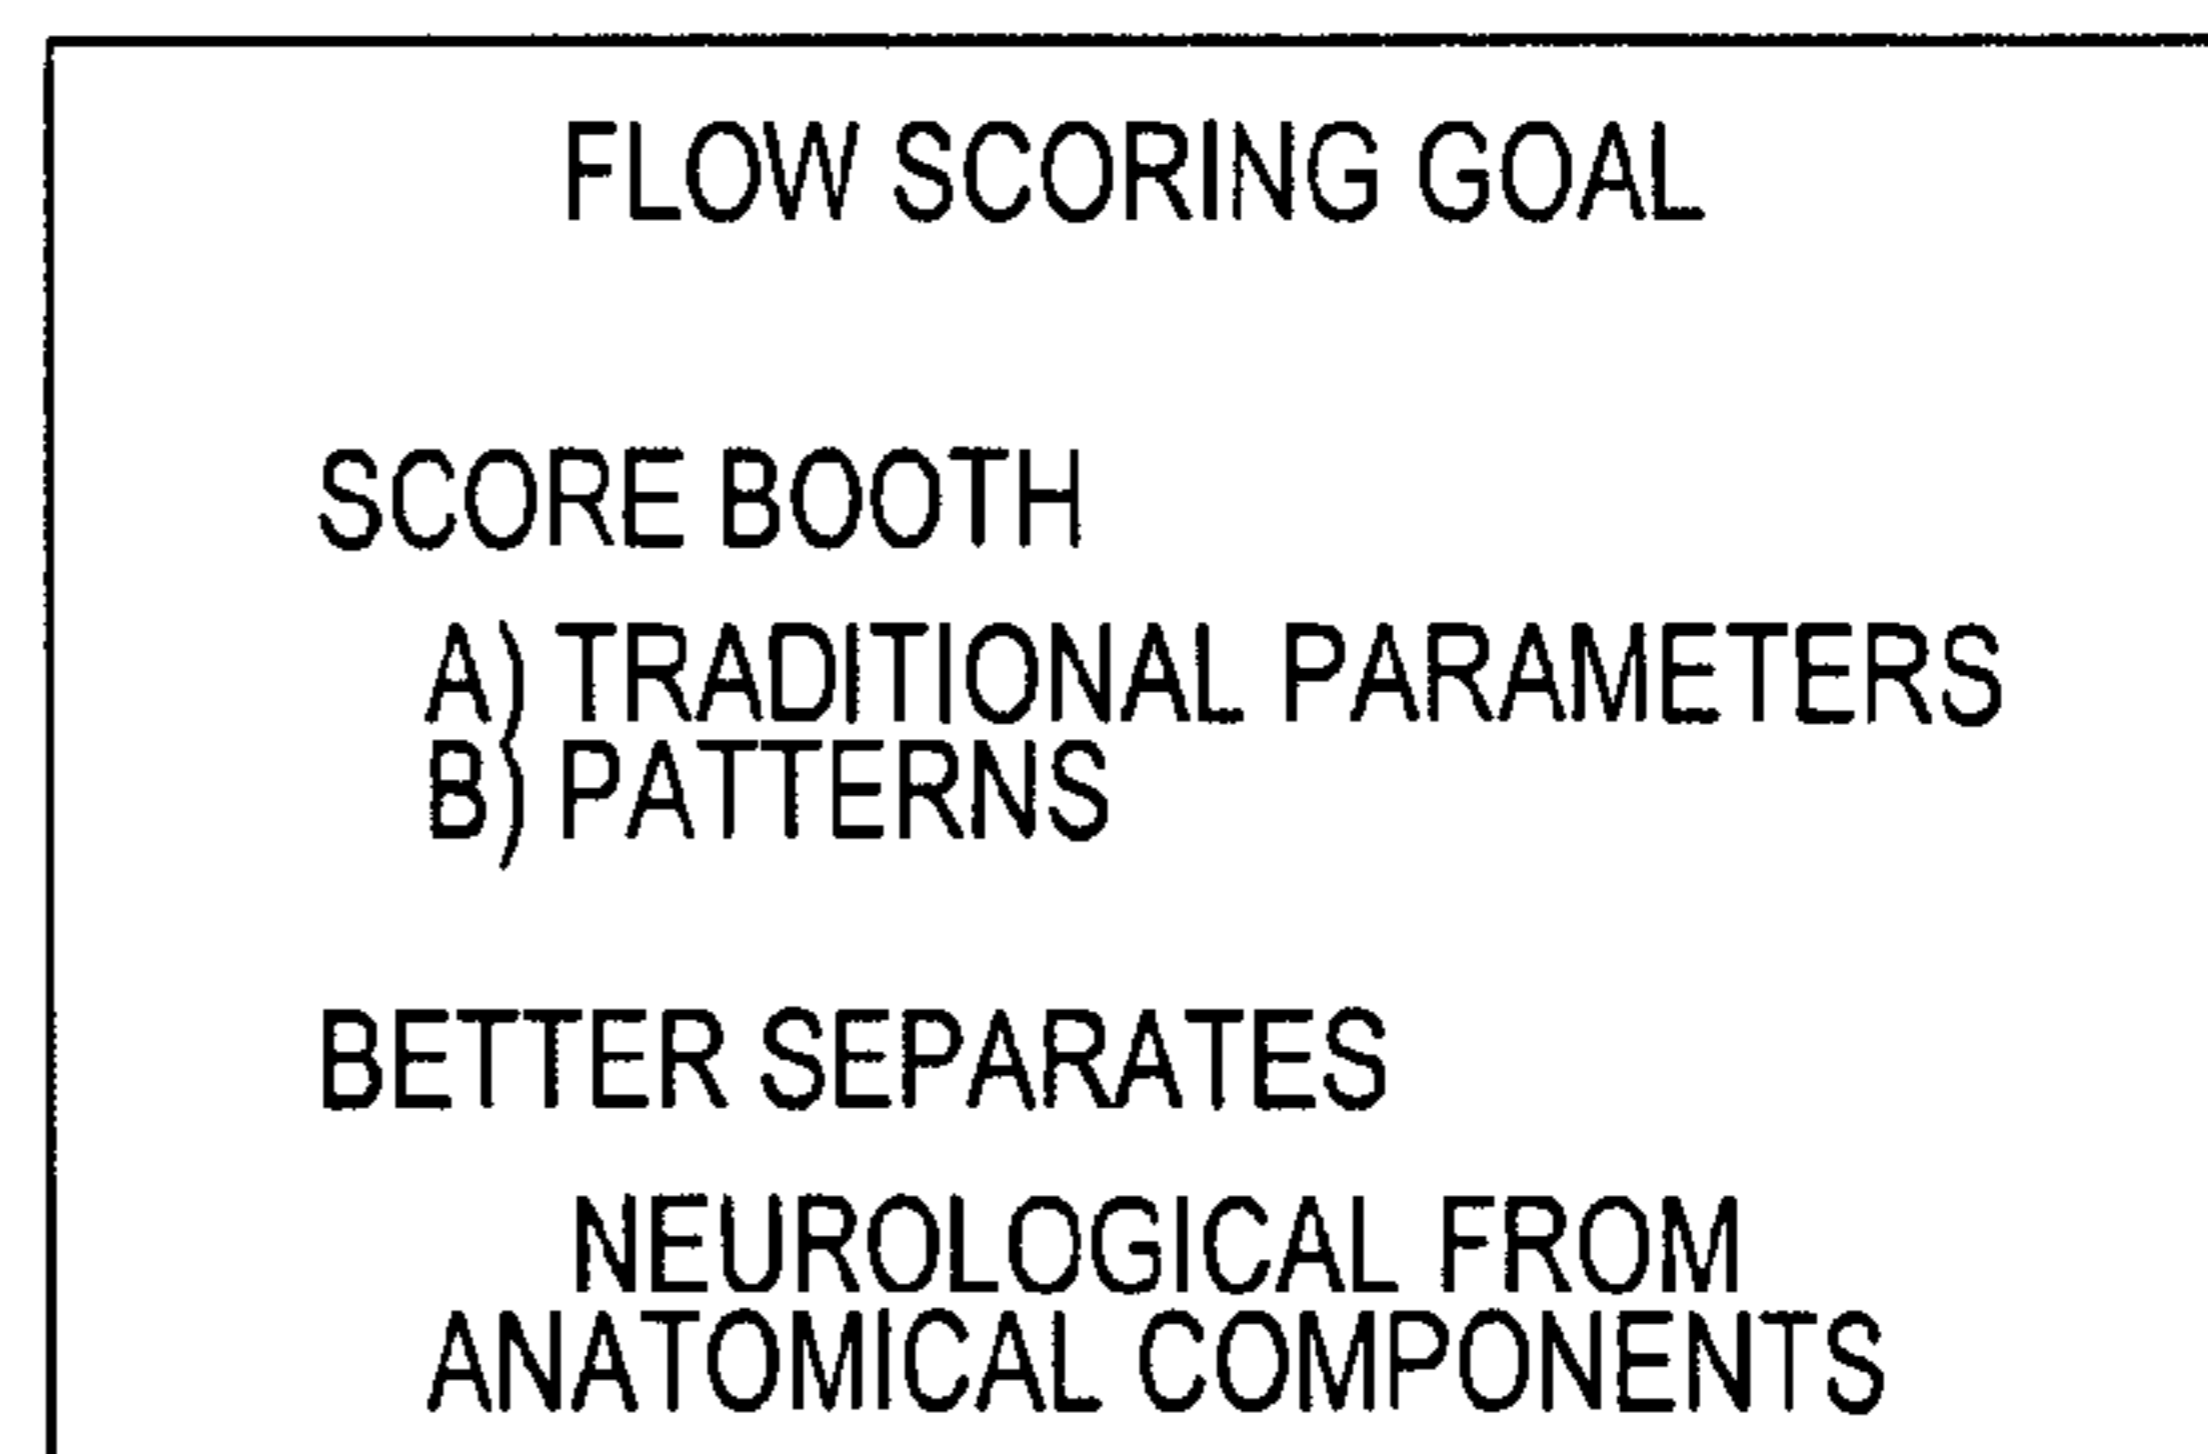 FLOW SCORING GOAL
SCORE BOOTH
A) TRADITIONAL PARAMETERS
B) PATTERNS
BETTER SEPARATES
NEUROLOGICAL FROM
ANATOMICAL COMPONENTS